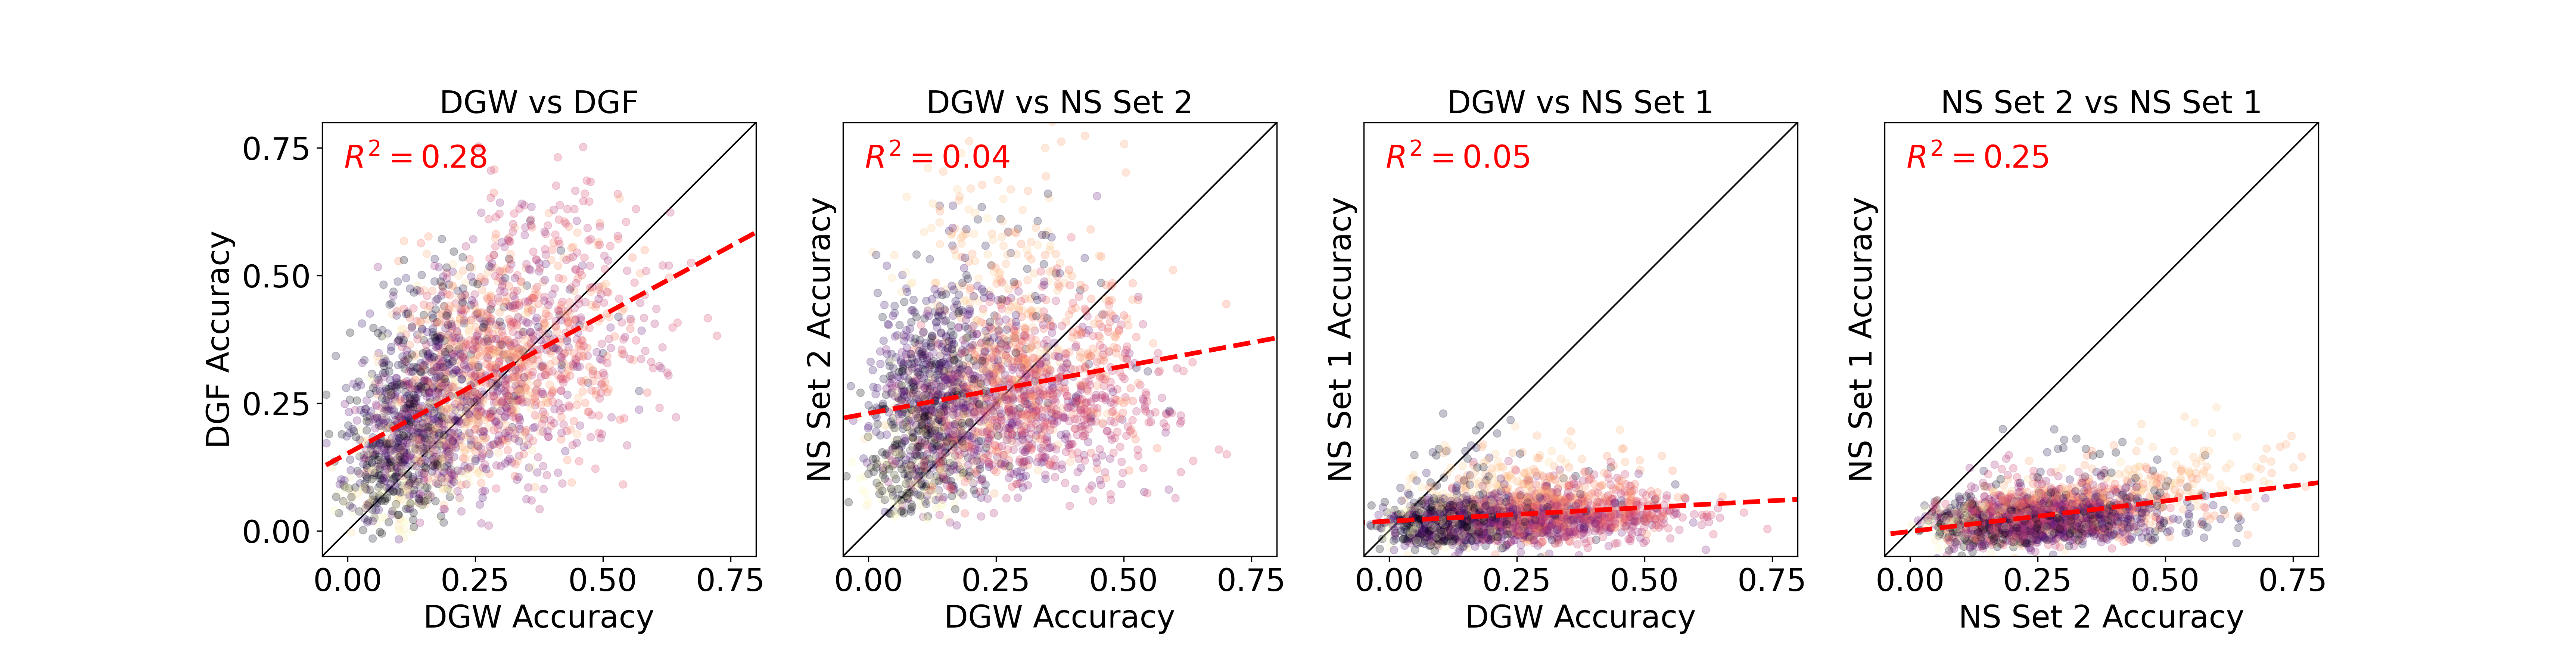 DGW vs DGF
R² = 0.28
0.75
0.50
0.25
0.00
DGF Accuracy
0.00 0.25 0.50 0.75
DGW Accuracy
DGW vs NS Set 2
R² = 0.04
NS Set 2 Accuracy
0.00 0.25 0.50 0.75
DGW Accuracy
DGW vs NS Set 1
R² = 0.05
NS Set 1 Accuracy
0.00 0.25 0.50 0.75
DGW Accuracy
NS Set 2 vs NS Set 1
R² = 0.25
NS Set 1 Accuracy
0.00 0.25 0.50 0.75
NS Set 2 Accuracy